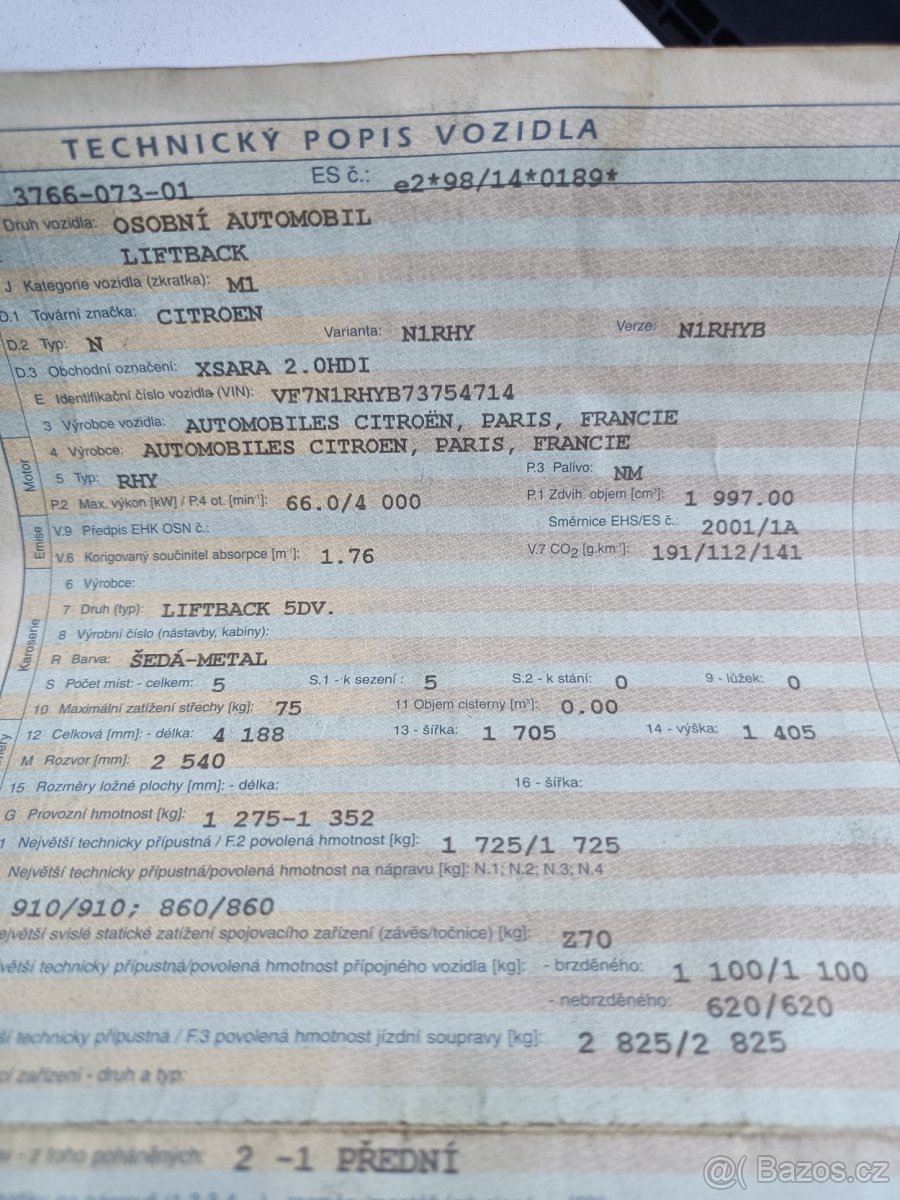 TECHNICKÝ POPIS VOZIDLA
3766-073-01 ES č.: e2*98/14*0189*
Druh vozidla: OSOBNÍ AUTOMOBIL
LIFTBACK
J Kategorie vozidla (zkratka): M1
D.1 Tovární značka: CITROEN
D.2 Typ: N Varianta: N1RHY Verze: N1RHYB
D.3 Obchodní označení: XSARA 2.0HDI
E Identifikační číslo vozidla (VIN): VF7N1RHYB73754714
3 Výrobce vozidla: AUTOMOBILES CITROËN, PARIS, FRANCIE
Motor
4 Výrobce: AUTOMOBILES CITROEN, PARIS, FRANCIE
5 Typ: RHY P.3 Palivo: NM
P.2 Max. výkon [kW] / P.4 ot. [min⁻¹]: 66.0/4 000 P.1 Zdvih. objem [cm³]: 1 997.00
Emise
V.9 Předpis EHK OSN č.: Směrnice EHS/ES č.: 2001/1A
V.6 Korigovaný součinitel absorpce [m⁻¹]: 1.76 V.7 CO₂ [g.km⁻¹]: 191/112/141
Karoserie
6 Výrobce:
7 Druh (typ): LIFTBACK 5DV.
8 Výrobní číslo (nástavby, kabiny):
R Barva: ŠEDÁ-METAL
S Počet míst: - celkem: 5 S.1 - k sezení : 5 S.2 - k stání: 0 9 - lůžek: 0
10 Maximální zatížení střechy [kg]: 75 11 Objem cisterny [m³]: 0.00
12 Celková [mm]: - délka: 4 188 13 - šířka: 1 705 14 - výška: 1 405
M Rozvor [mm]: 2 540
15 Rozměry ložné plochy [mm]: - délka: 16 - šířka:
G Provozní hmotnost [kg]: 1 275-1 352
1 Největší technicky přípustná / F.2 povolená hmotnost [kg]: 1 725/1 725
Největší technicky přípustná/povolená hmotnost na nápravu [kg]: N.1; N.2; N.3; N.4
910/910; 860/860
ejvětší svislé statické zatížení spojovacího zařízení (závěs/točnice) [kg]: Z70
větší technicky přípustná/povolená hmotnost přípojného vozidla [kg]: - brzděného: 1 100/1 100
- nebrzděného: 620/620
ší technicky přípustná / F.3 povolená hmotnost jízdní soupravy [kg]: 2 825/2 825
cí zařízení - druh a typ:
- z toho poháněných: 2 -1 PŘEDNÍ
@( Bazos.cz